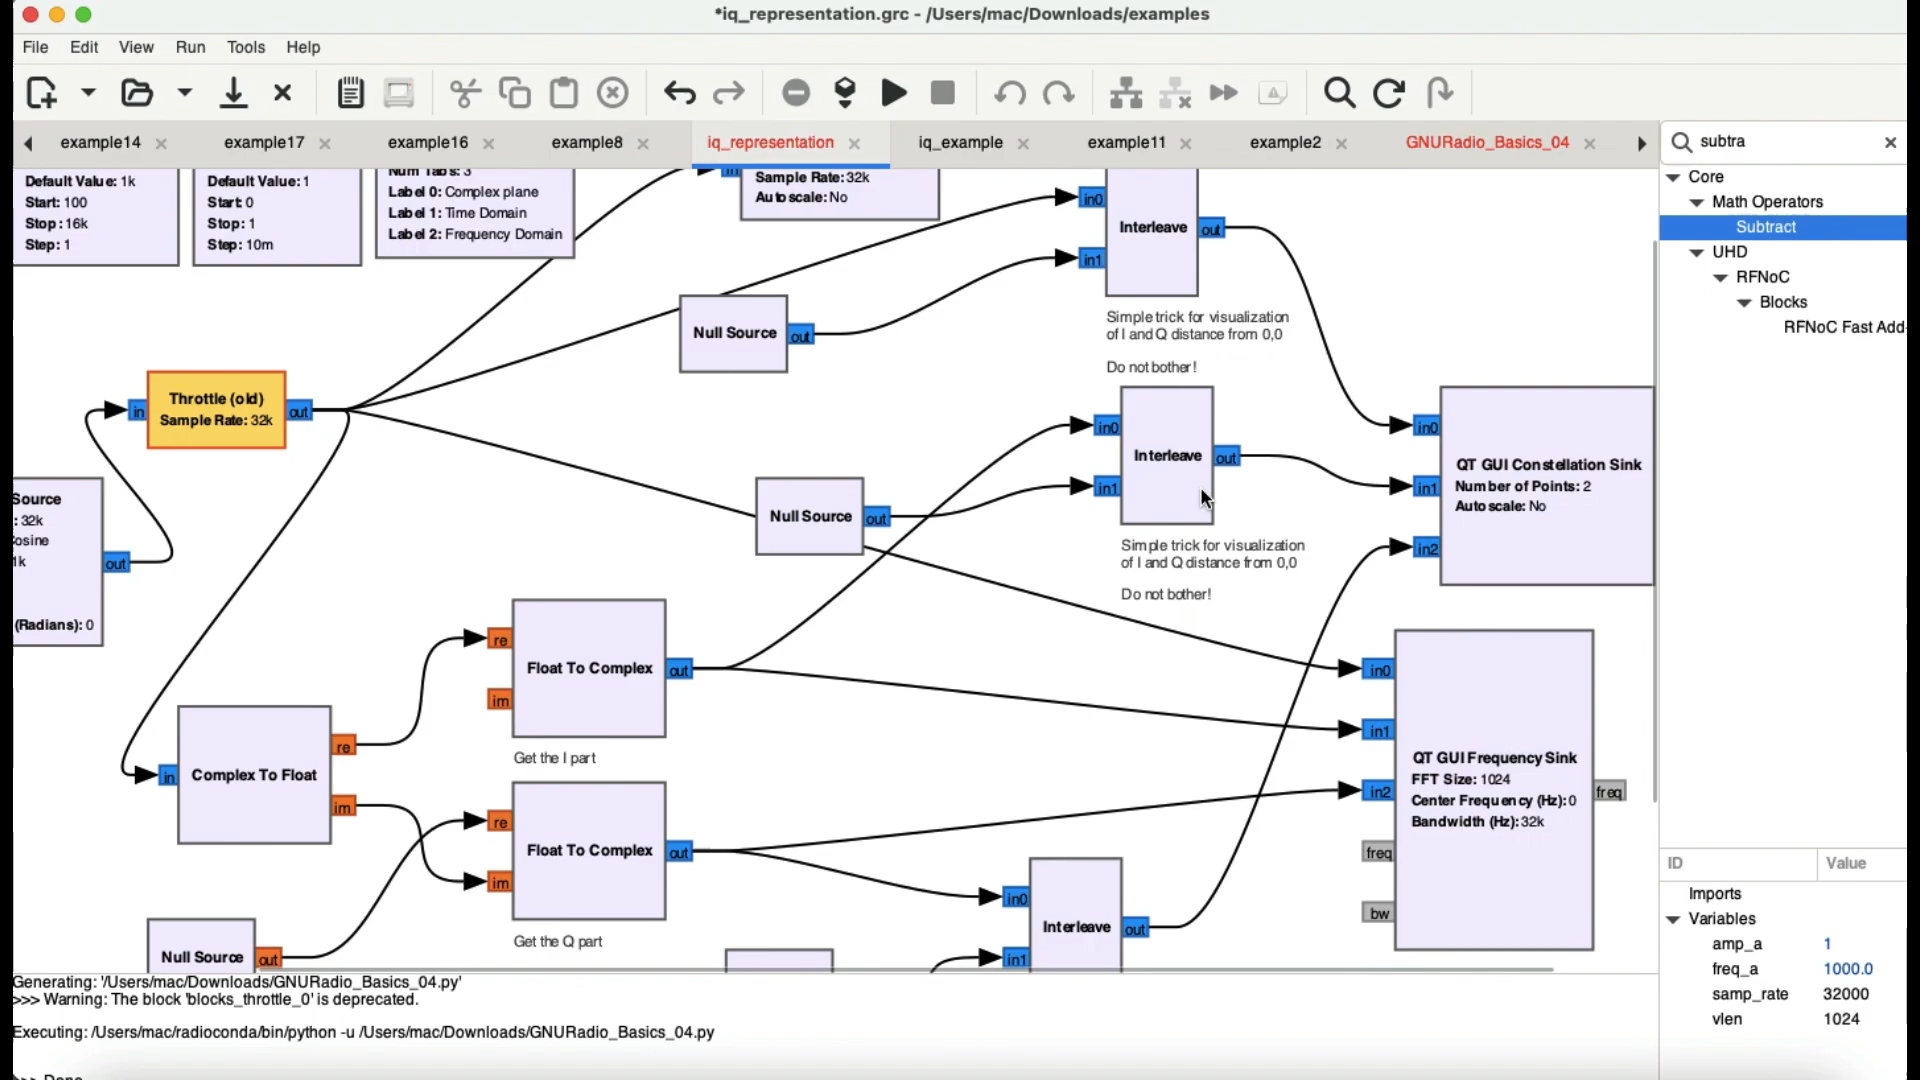 *iq_representation.grc - /Users/mac/Downloads/examples
File Edit View Run Tools Help
example14 example17 example16 example8 iq_representation iq_example example11 example2 GNURadio_Basics_04
subtra
Core
Math Operators
Subtract
UHD
RFNoC
Blocks
RFNoC Fast Add-
Default Value: 1k
Start: 100
Stop: 16k
Step: 1
Default Value: 1
Start: 0
Stop: 1
Step: 10m
Num Tabs: 3
Label 0: Complex plane
Label 1: Time Domain
Label 2: Frequency Domain
in
Sample Rate: 32k
Autoscale: No
in0
in1
Interleave
out
Simple trick for visualization
of I and Q distance from 0,0
Do not bother!
Null Source
out
in
Throttle (old)
Sample Rate: 32k
out
in0
in1
Interleave
out
Simple trick for visualization
of I and Q distance from 0,0
Do not bother!
in0
in1
in2
QT GUI Constellation Sink
Number of Points: 2
Autoscale: No
Source
: 32k
Cosine
1k
(Radians): 0
out
Null Source
out
re
im
Float To Complex
out
Get the I part
in
Complex To Float
re
im
re
im
Float To Complex
out
Get the Q part
in0
in1
in2
freq
bw
QT GUI Frequency Sink
FFT Size: 1024
Center Frequency (Hz): 0
Bandwidth (Hz): 32k
freq
Null Source
out
in0
in1
Interleave
out
ID Value
Imports
Variables
amp_a 1
freq_a 1000.0
samp_rate 32000
vlen 1024
Generating: '/Users/mac/Downloads/GNURadio_Basics_04.py'
>>> Warning: The block 'blocks_throttle_0' is deprecated.
Executing: /Users/mac/radioconda/bin/python -u /Users/mac/Downloads/GNURadio_Basics_04.py
>>> Done